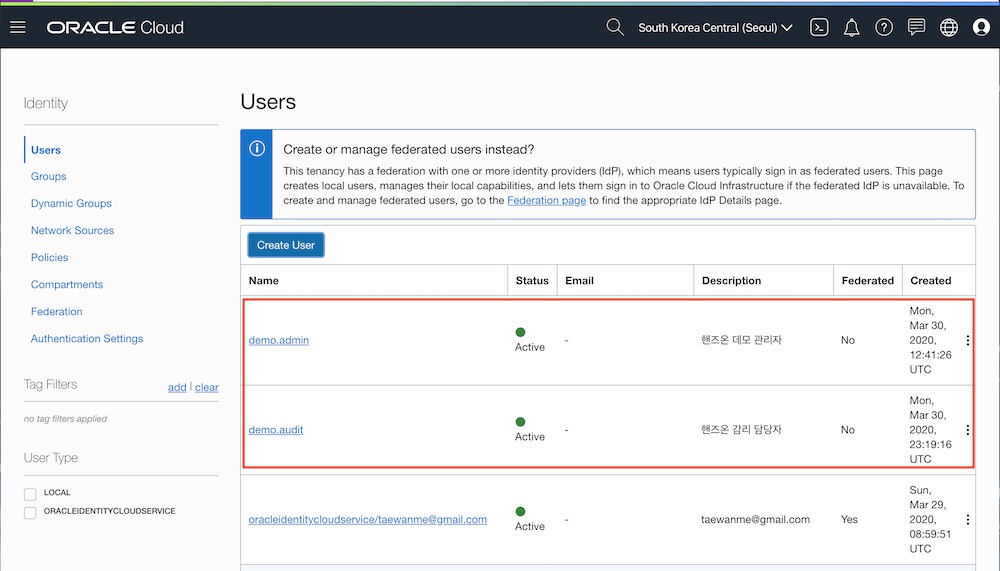 ORACLE Cloud
South Korea Central (Seoul)
Identity
Users
Groups
Dynamic Groups
Network Sources
Policies
Compartments
Federation
Authentication Settings
Tag Filters
add | clear
no tag filters applied
User Type
LOCAL
ORACLEIDENTITYCLOUDSERVICE
Users
Create or manage federated users instead?
This tenancy has a federation with one or more identity providers (IdP), which means users typically sign in as federated users. This page
creates local users, manages their local capabilities, and lets them sign in to Oracle Cloud Infrastructure if the federated IdP is unavailable. To
create and manage federated users, go to the Federation page to find the appropriate IdP Details page.
Create User
Name Status Email Description Federated Created
demo.admin Active - 핸즈온 데모 관리자 No Mon,
Mar 30,
2020,
12:41:26
UTC
demo.audit Active - 핸즈온 감리 담당자 No Mon,
Mar 30,
2020,
23:19:16
UTC
oracleidentitycloudservice/taewanme@gmail.com Active - taewanme@gmail.com Yes Sun,
Mar 29,
2020,
08:59:51
UTC